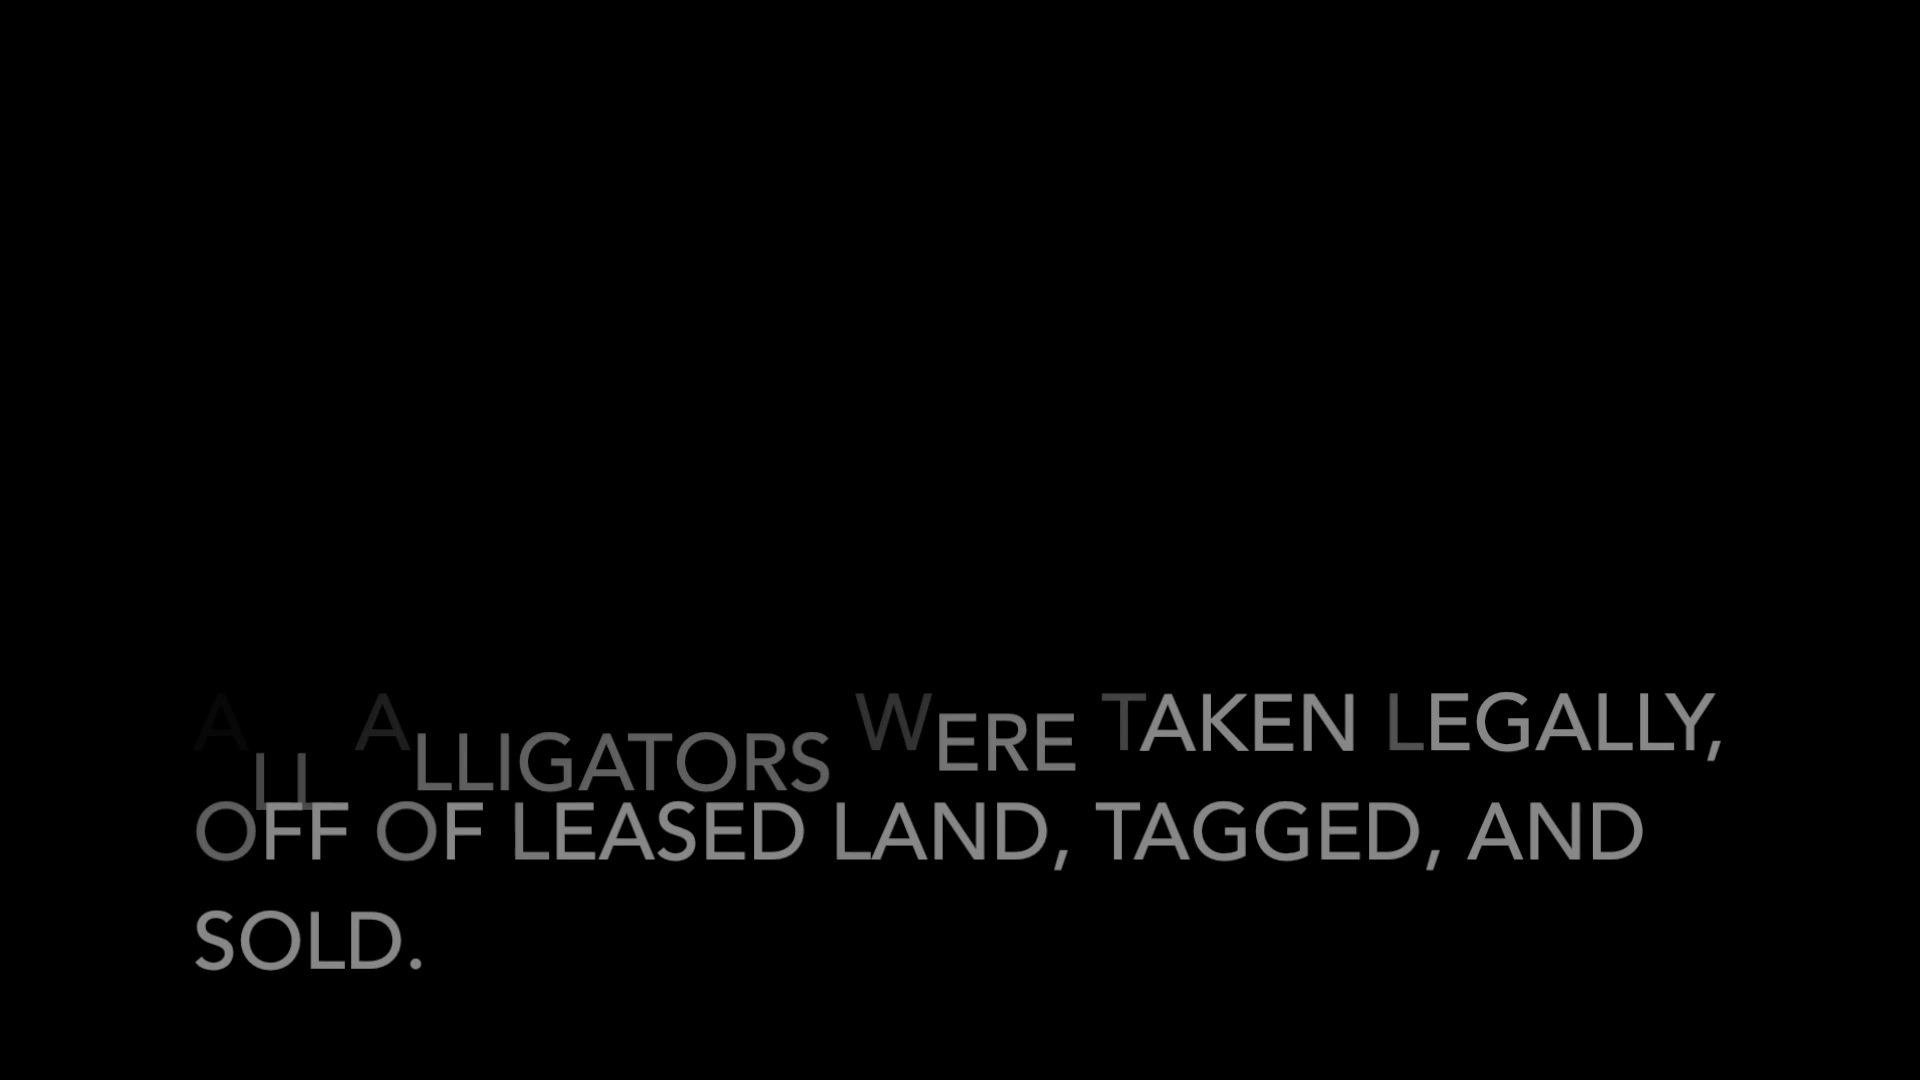 ALL ALLIGATORS WERE TAKEN LEGALLY,
OFF OF LEASED LAND, TAGGED, AND
SOLD.